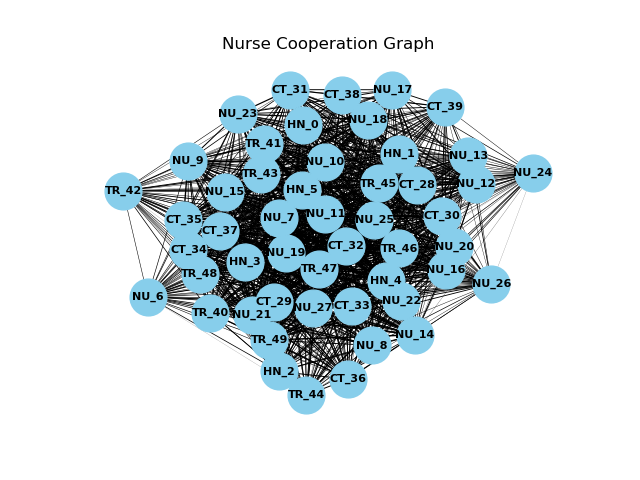 Nurse Cooperation Graph
CT_31
CT_38
NU_17
CT_39
NU_23
HN_0
NU_18
TR_41
NU_9
NU_10
HN_1
NU_13
TR_43
NU_24
TR_42
NU_15
HN_5
TR_45
CT_28
NU_12
CT_35
CT_37
NU_7
NU_11
NU_25
CT_30
CT_34
HN_3
NU_19
CT_32
TR_46
NU_20
TR_48
TR_47
NU_16
HN_4
NU_26
NU_6
TR_40
NU_21
CT_29
NU_27
CT_33
NU_22
TR_49
NU_8
NU_14
HN_2
CT_36
TR_44